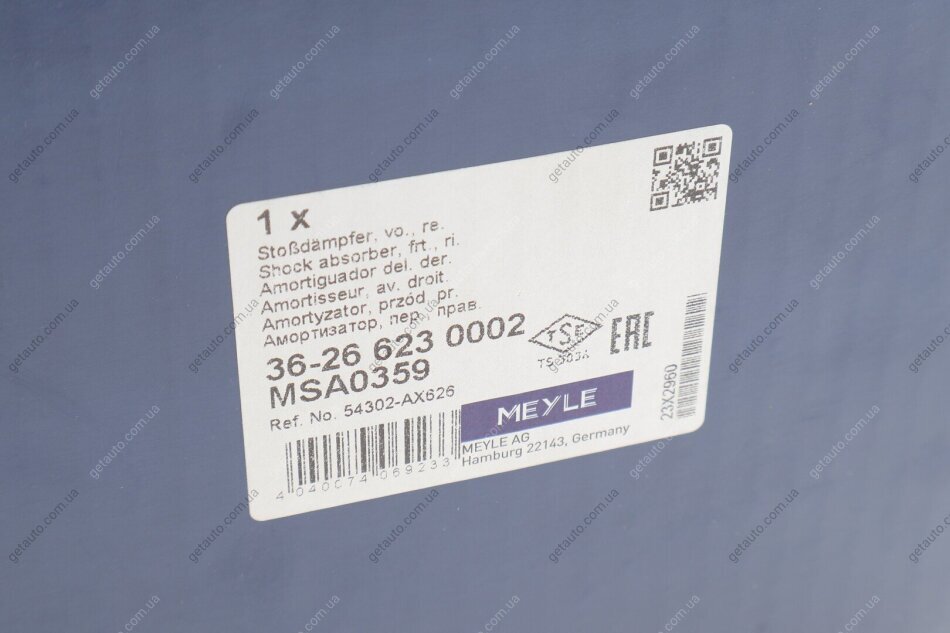 1 x
Stoßdämpfer, vo., re.
Shock absorber, frt., ri.
Amortiguador del. der.
Amortisseur, av. droit.
Amortyzator, przód, pr.
Амортизатор, пер., прав.
36-26 623 0002
MSA0359
Ref. No. 54302-AX626
TSE
EAC
MEYLE
MEYLE AG
Hamburg 22143, Germany
4 040074 069233
23X2960
getauto.com.ua